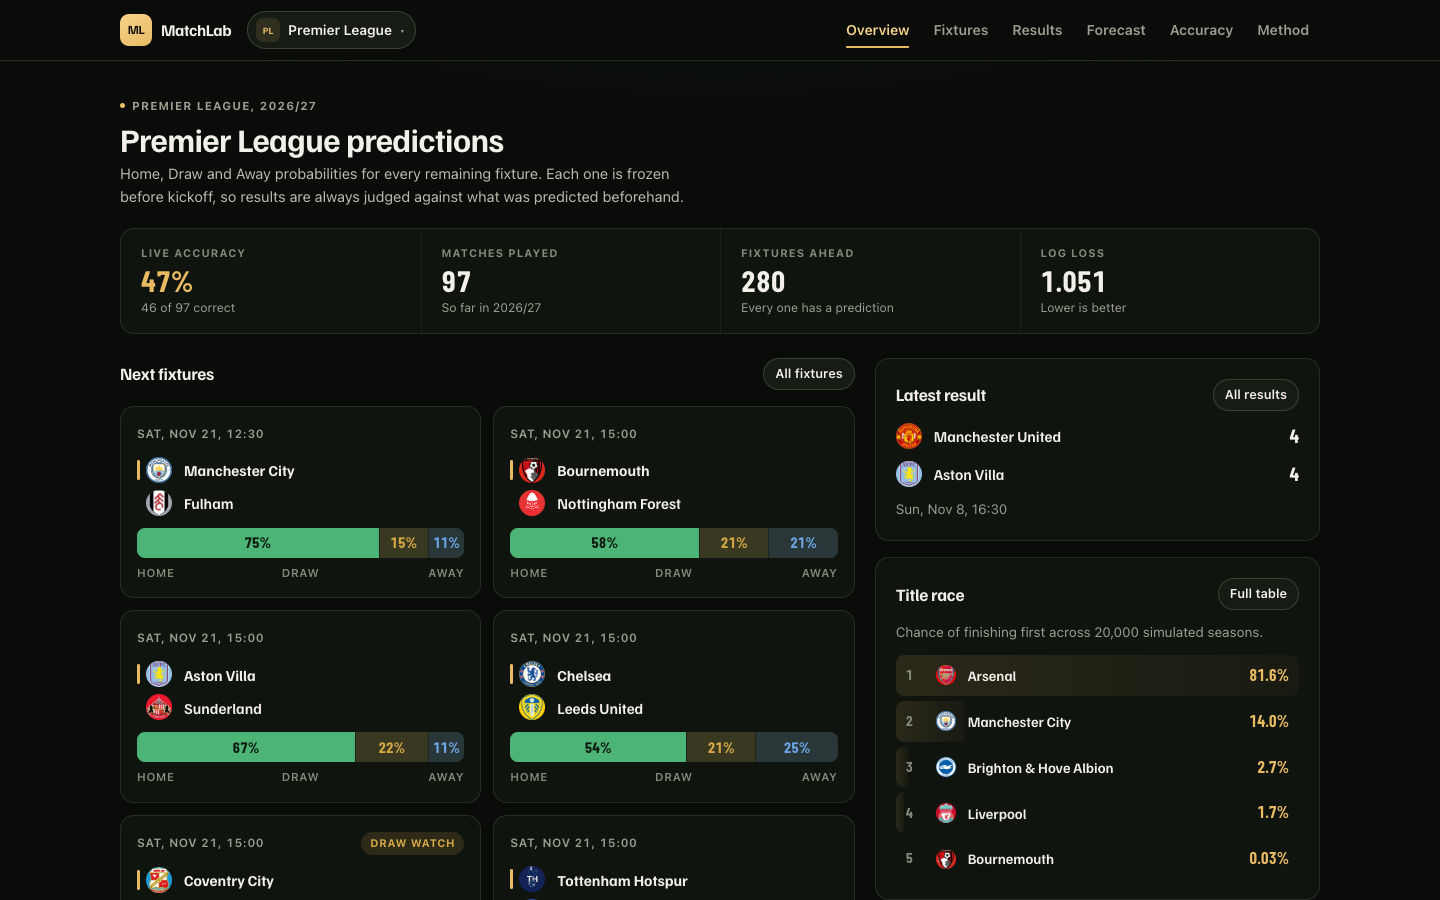 ML MatchLab PL Premier League Overview Fixtures Results Forecast Accuracy Method
PREMIER LEAGUE, 2026/27
Premier League predictions
Home, Draw and Away probabilities for every remaining fixture. Each one is frozen
before kickoff, so results are always judged against what was predicted beforehand.
LIVE ACCURACY
47%
46 of 97 correct
MATCHES PLAYED
97
So far in 2026/27
FIXTURES AHEAD
280
Every one has a prediction
LOG LOSS
1.051
Lower is better
Next fixtures All fixtures
SAT, NOV 21, 12:30
Manchester City
Fulham
75% 15% 11%
HOME DRAW AWAY
SAT, NOV 21, 15:00
Bournemouth
Nottingham Forest
58% 21% 21%
HOME DRAW AWAY
SAT, NOV 21, 15:00
Aston Villa
Sunderland
67% 22% 11%
HOME DRAW AWAY
SAT, NOV 21, 15:00
Chelsea
Leeds United
54% 21% 25%
HOME DRAW AWAY
SAT, NOV 21, 15:00 DRAW WATCH
Coventry City
SAT, NOV 21, 15:00
TH Tottenham Hotspur
Latest result All results
Manchester United 4
Aston Villa 4
Sun, Nov 8, 16:30
Title race Full table
Chance of finishing first across 20,000 simulated seasons.
1 Arsenal 81.6%
2 Manchester City 14.0%
3 Brighton & Hove Albion 2.7%
4 Liverpool 1.7%
5 Bournemouth 0.03%